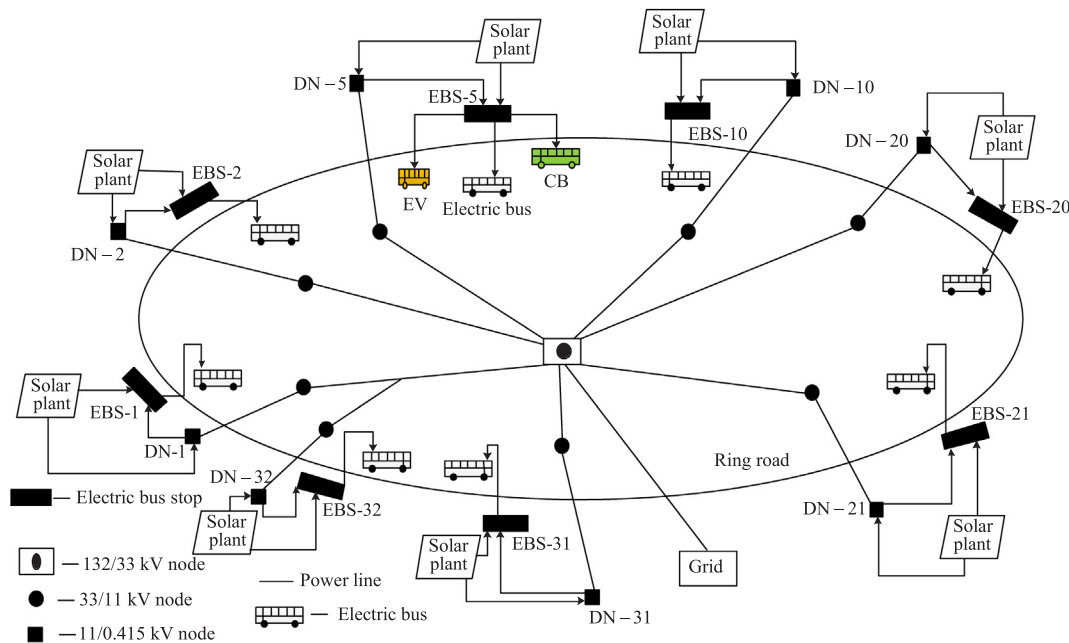 Solar
plant
DN – 5
EBS-5
EV
Electric bus
CB
Solar
plant
DN – 10
EBS-10
DN – 20
Solar
plant
EBS-20
Solar
plant
EBS-2
DN – 2
Solar
plant
EBS-1
DN-1
DN – 32
Solar
plant
EBS-32
Solar
plant
EBS-31
DN – 31
Grid
Ring road
EBS-21
DN – 21
Solar
plant
— Electric bus stop
— 132/33 kV node
— 33/11 kV node
— 11/0.415 kV node
— Power line
— Electric bus